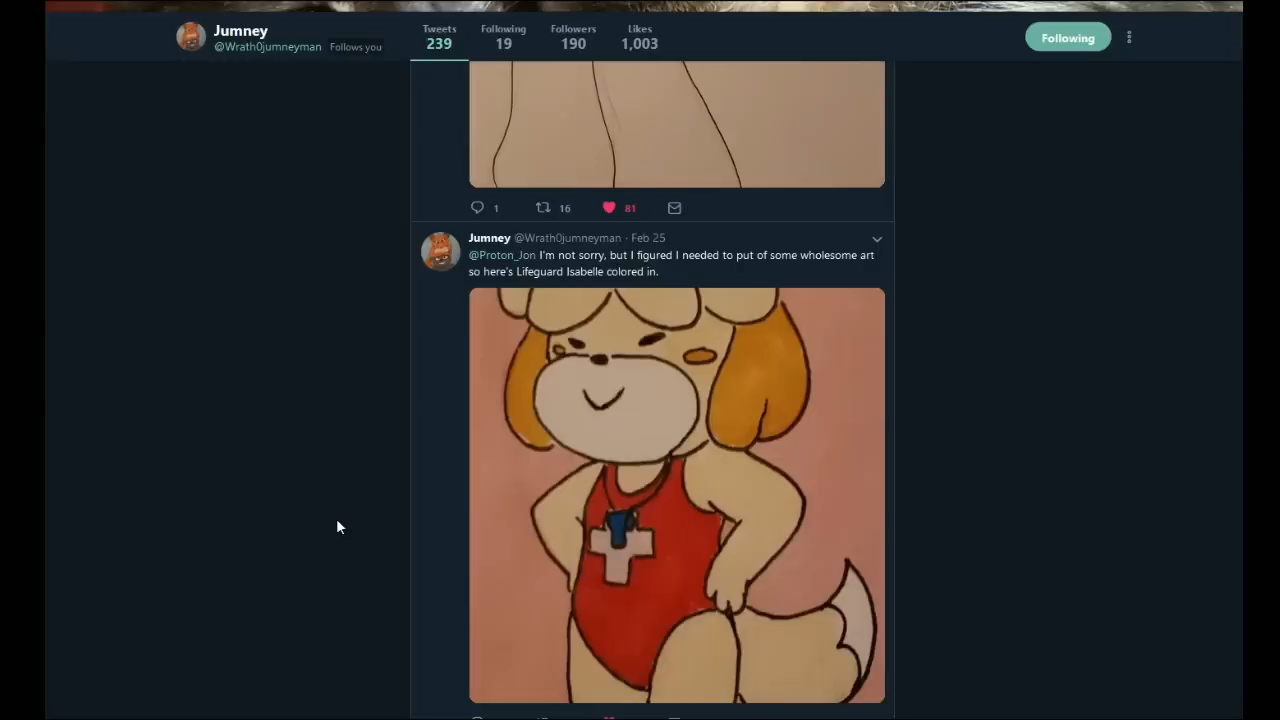 Jumney
@Wrath0jumneyman Follows you
Tweets
239
Following
19
Followers
190
Likes
1,003
Following
1
16
81
Jumney @Wrath0jumneyman · Feb 25
@Proton_Jon I'm not sorry, but I figured I needed to put of some wholesome art
so here's Lifeguard Isabelle colored in.